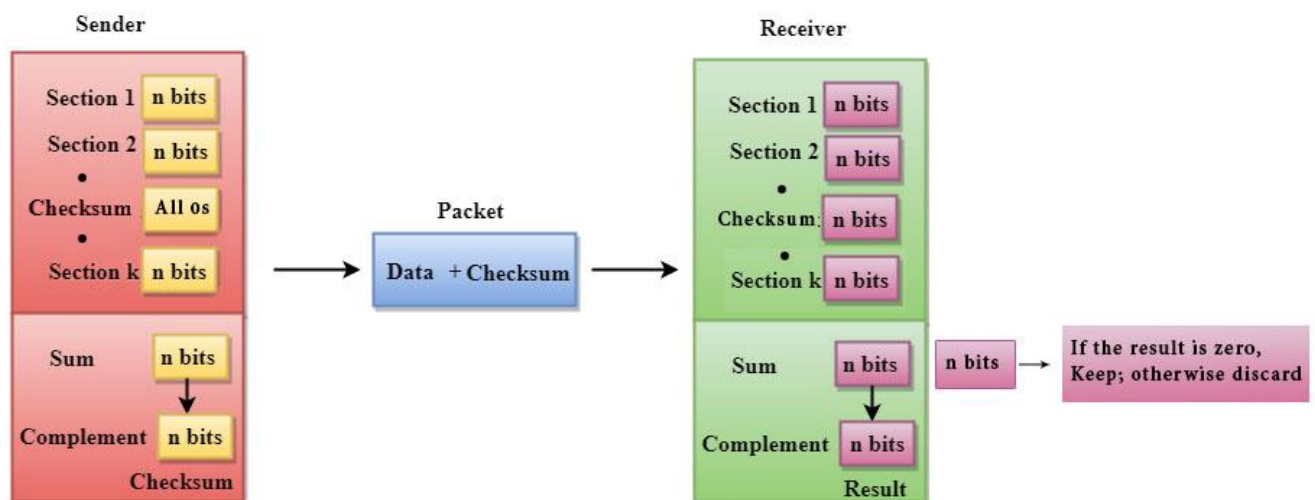 Sender
Section 1 n bits
Section 2 n bits
Checksum All os
Section k n bits
Sum n bits
Complement n bits
Checksum
Packet
Data + Checksum
Receiver
Section 1 n bits
Section 2 n bits
Checksum: n bits
Section k n bits
Sum n bits
Complement n bits
Result
n bits
If the result is zero,
Keep; otherwise discard